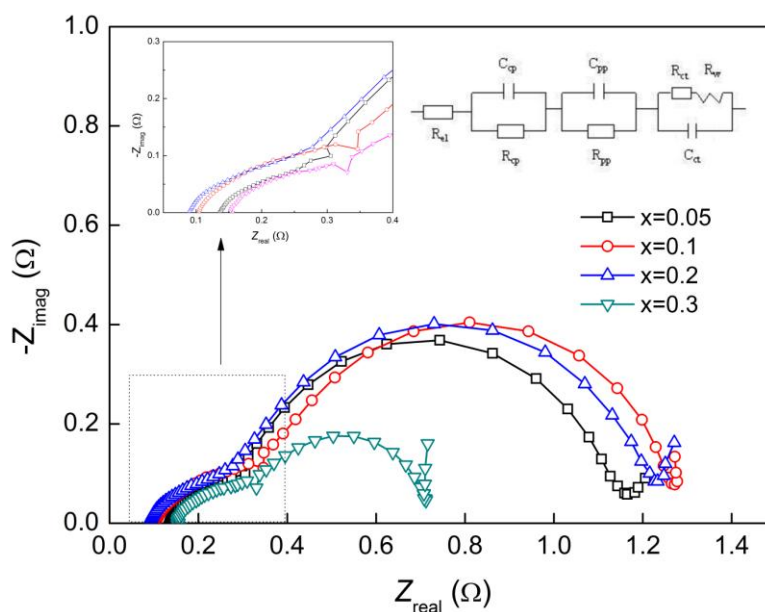 1.0
0.8
0.6
0.4
0.2
0.0
-Z_imag (Ω)
0.0
0.2
0.4
0.6
0.8
1.0
1.2
1.4
Z_real (Ω)
0.3
0.2
0.1
0.0
-Z_imag (Ω)
0.1
0.2
0.3
0.4
Z_real (Ω)
C_cp
C_pp
R_ct
R_w
R_el
R_cp
R_pp
C_ct
x=0.05
x=0.1
x=0.2
x=0.3